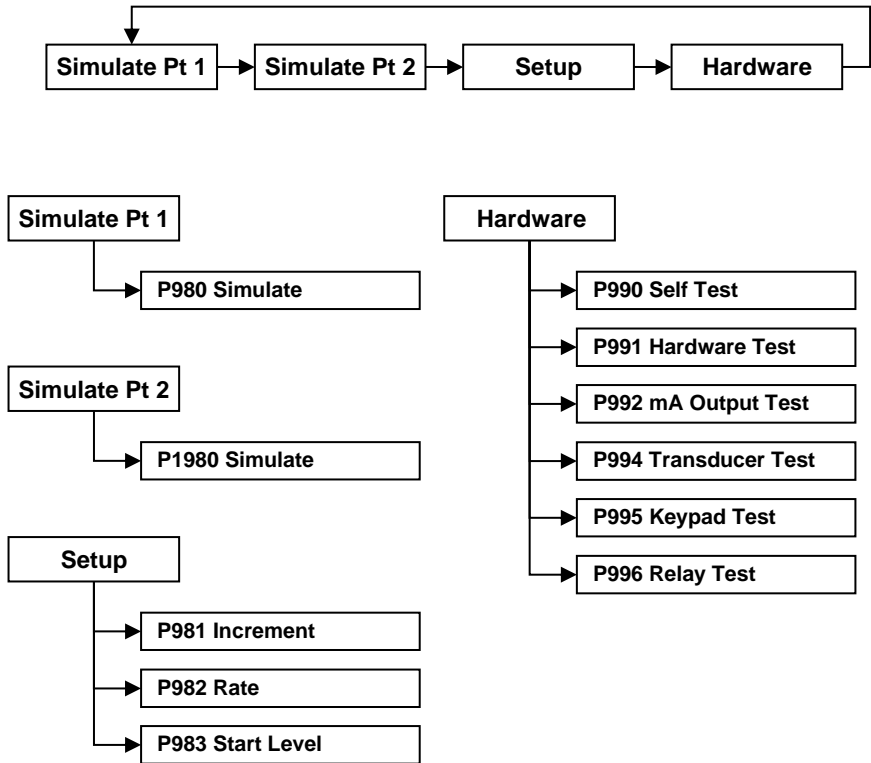 Simulate Pt 1
Simulate Pt 2
Setup
Hardware
Simulate Pt 1
P980 Simulate
Simulate Pt 2
P1980 Simulate
Setup
P981 Increment
P982 Rate
P983 Start Level
Hardware
P990 Self Test
P991 Hardware Test
P992 mA Output Test
P994 Transducer Test
P995 Keypad Test
P996 Relay Test